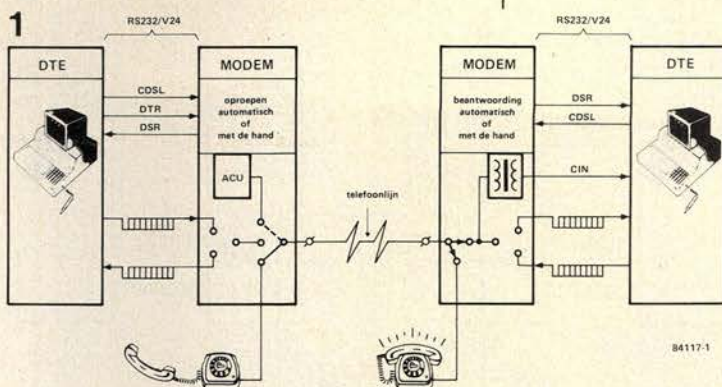 1
RS232/V24
RS232/V24
DTE
MODEM
MODEM
DTE
CDSL
DTR
DSR
oproepen
automatisch
of
met de hand
beantwoording
automatisch
of
met de hand
DSR
CDSL
ACU
CIN
telefoonlijn
84117-1